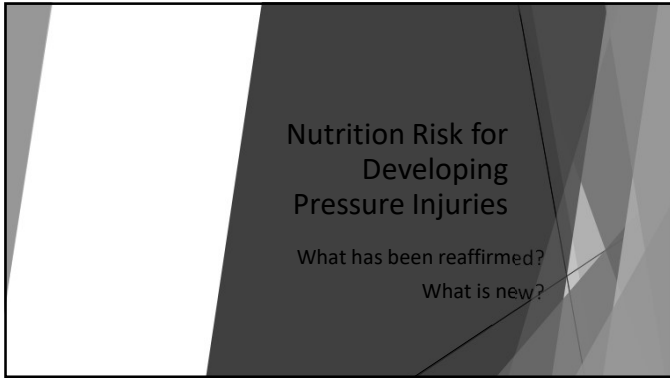 Nutrition Risk for
Developing
Pressure Injuries
What has been reaffirmed?
What is new?